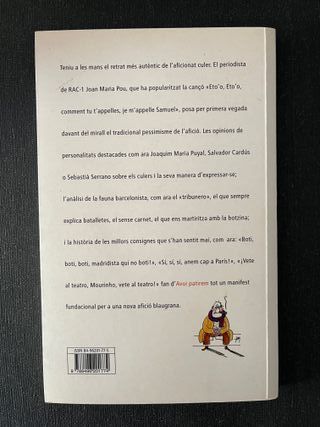 Teniu a les mans el retrat més autèntic de l'aficionat culer. El periodista
de RAC-1 Joan Maria Pou, que ha popularitzat la cançó «Eto'o, Eto'o,
comment tu t'appelles, je m'appelle Samuel», posa per primera vegada
davant del mirall el tradicional pessimisme de l'afició. Les opinions de
personalitats destacades com ara Joaquim Maria Puyal, Salvador Cardús
o Sebastià Serrano sobre els culers i la seva manera d'expressar-se;
l'anàlisi de la fauna barcelonista, com ara el «tribunero», el que sempre
explica batalletes, el sense carnet, el que ens martiritza amb la botzina;
i la història de les millors consignes que s'han sentit mai, com ara: «Boti,
boti, boti, madridista qui no boti!», «Sí, sí, sí, anem cap a París!», «¡Vete
al teatro, Mourinho, vete al teatro!» fan d'Avui patirem tot un manifest
fundacional per a una nova afició blaugrana.